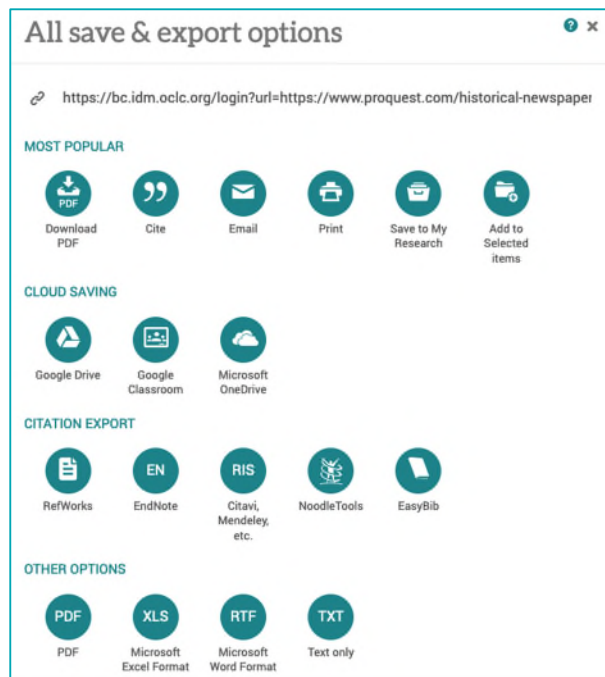 All save & export options
? ×
https://bc.idm.oclc.org/login?url=https://www.proquest.com/historical-newspaper
MOST POPULAR
PDF
Download PDF
Cite
Email
Print
Save to My Research
Add to Selected items
CLOUD SAVING
Google Drive
Google Classroom
Microsoft OneDrive
CITATION EXPORT
RefWorks
EN
EndNote
RIS
Citavi, Mendeley, etc.
NoodleTools
EasyBib
OTHER OPTIONS
PDF
PDF
XLS
Microsoft Excel Format
RTF
Microsoft Word Format
TXT
Text only